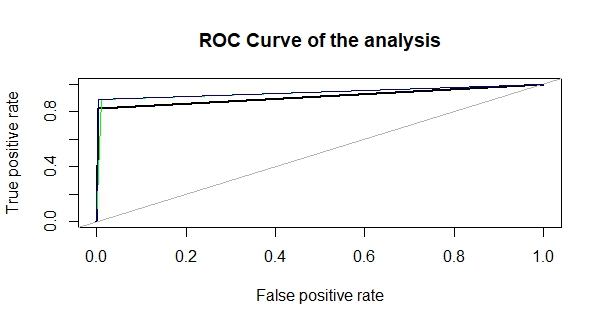 ROC Curve of the analysis
True positive rate
0.8
0.4
0.0
0.0 0.2 0.4 0.6 0.8 1.0
False positive rate